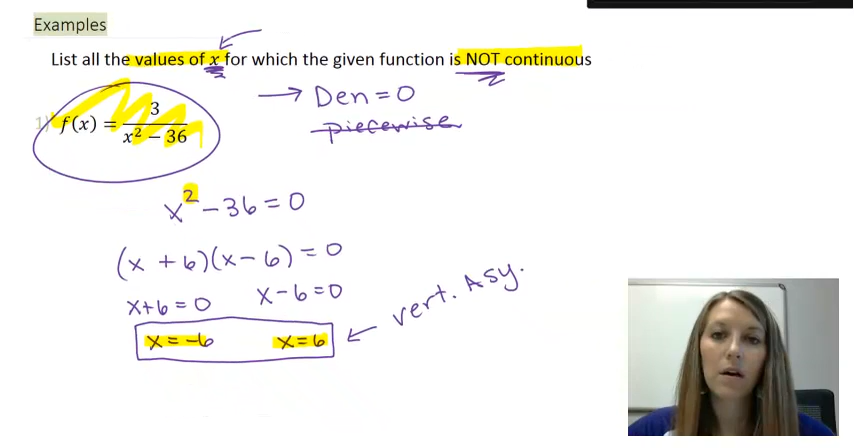 Examples
List all the values of x for which the given function is NOT continuous
→ Den = 0
1) f(x) = 3 / (x² − 36)
piecewise
x² − 36 = 0
(x + 6)(x − 6) = 0
x + 6 = 0 x − 6 = 0
x = −6 x = 6 ← vert. Asy.